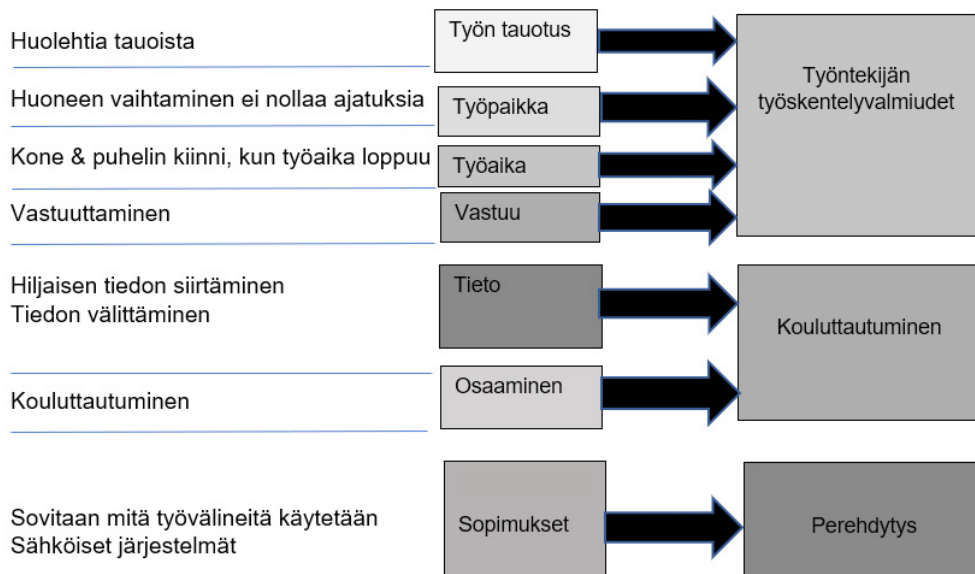 Huolehtia tauoista
Työn tauotus
Työntekijän
työskentelyvalmiudet
Huoneen vaihtaminen ei nollaa ajatuksia
Työpaikka
Kone & puhelin kiinni, kun työaika loppuu
Työaika
Vastuuttaminen
Vastuu
Hiljaisen tiedon siirtäminen
Tiedon välittäminen
Tieto
Kouluttautuminen
Kouluttautuminen
Osaaminen
Sovitaan mitä työvälineitä käytetään
Sähköiset järjestelmät
Sopimukset
Perehdytys